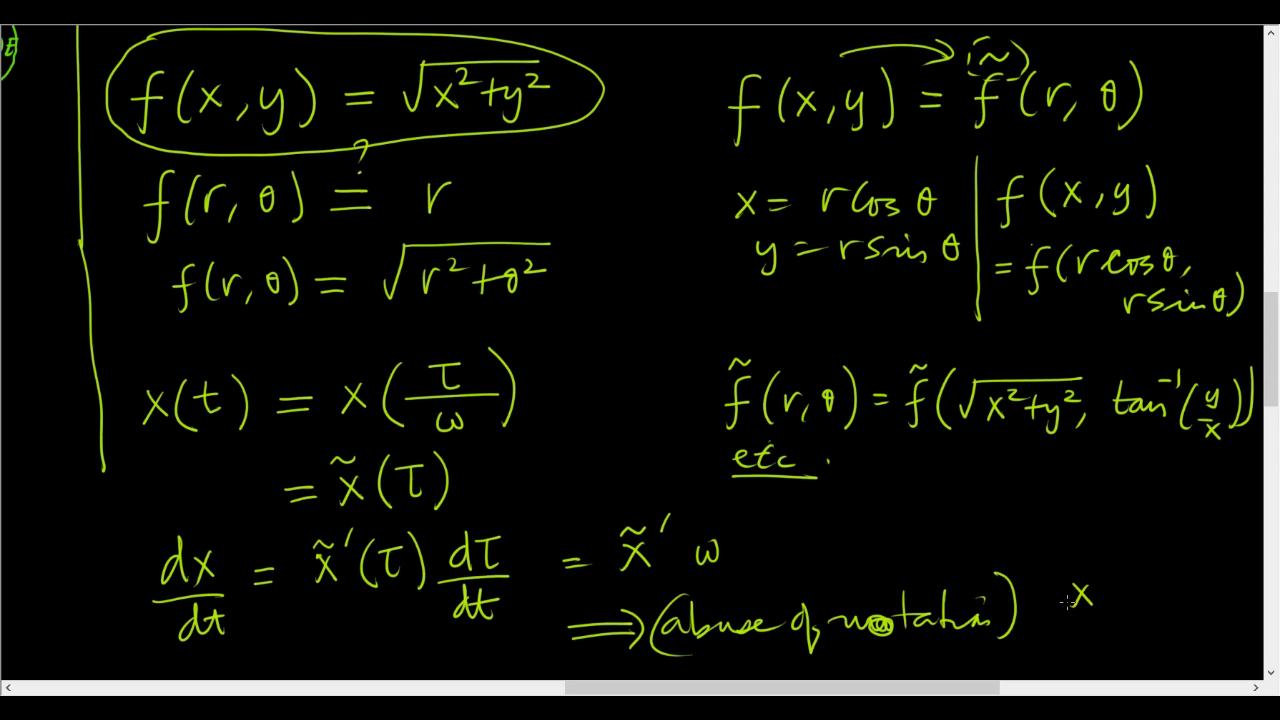 f(x,y) = √x²+y²
f(r,θ) ≟ r
f(r,θ) = √r²+θ²
x(t) = x(τ/ω)
= x̃(τ)
dx/dt = x̃′(τ) dτ/dt = x̃′ ω
⟹ (abuse of notation) x
f(x,y) = f(~)(r,θ)
x = r cos θ
y = r sin θ
f(x,y)
= f(r cos θ,
r sin θ)
f̃(r,θ) = f̃(√x²+y², tan⁻¹(y/x))
etc.